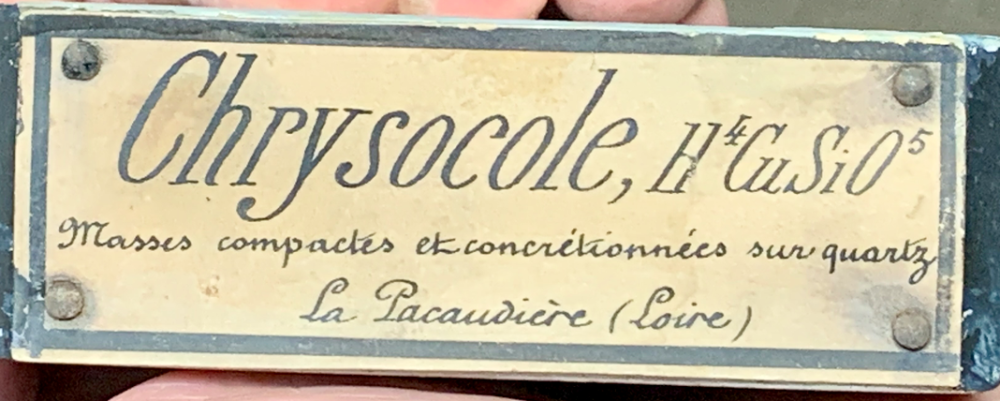 Chrysocole, H⁴CuSiO⁵
Masses compactes et concrétionnées sur quartz
La Pacaudière (Loire)